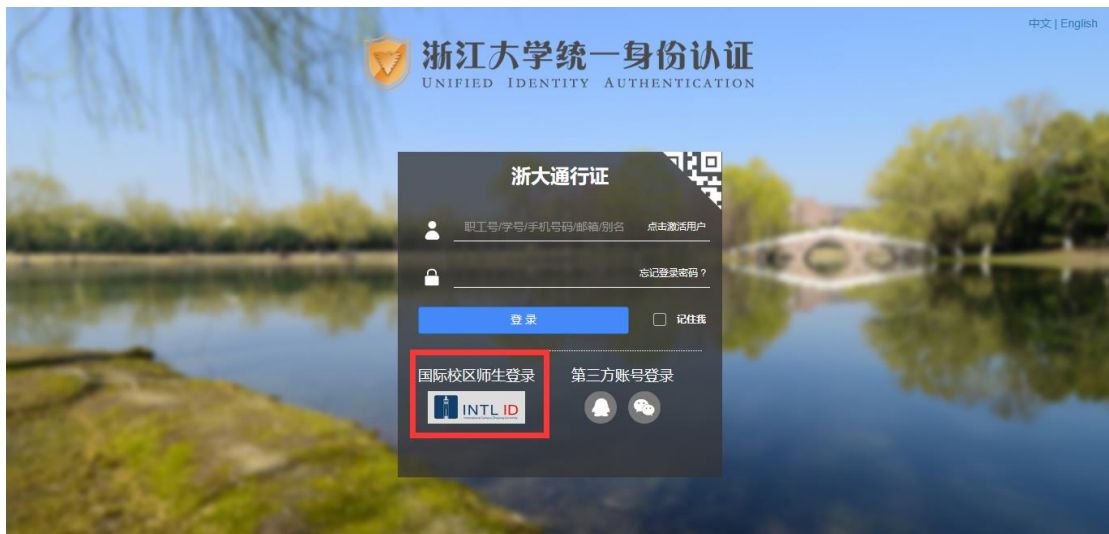 中文 | English
浙江大学统一身份认证
UNIFIED IDENTITY AUTHENTICATION
浙大通行证
职工号/学号/手机号码/邮箱/别名 点击激活用户
忘记登录密码？
登 录 记住我
国际校区师生登录 第三方账号登录
INTL ID